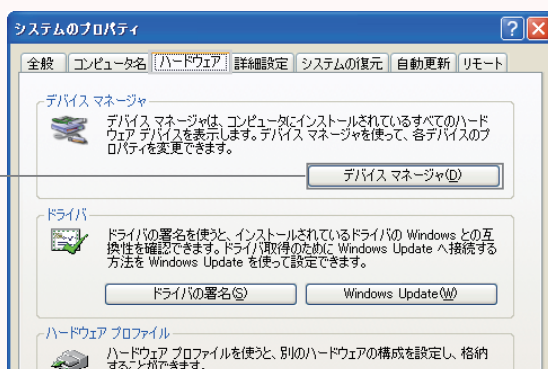 システムのプロパティ
全般 コンピュータ名 ハードウェア 詳細設定 システムの復元 自動更新 リモート
デバイス マネージャ
デバイス マネージャは、コンピュータにインストールされているすべてのハード
ウェア デバイスを表示します。デバイス マネージャを使って、各デバイスのプ
ロパティを変更できます。
デバイス マネージャ(D)
ドライバ
ドライバの署名を使うと、インストールされているドライバの Windows との互
換性を確認できます。ドライバ取得のために Windows Update へ接続する
方法を Windows Update を使って設定できます。
ドライバの署名(S) Windows Update(W)
ハードウェア プロファイル
ハードウェア プロファイルを使うと、別のハードウェアの構成を設定し、格納
することができます。